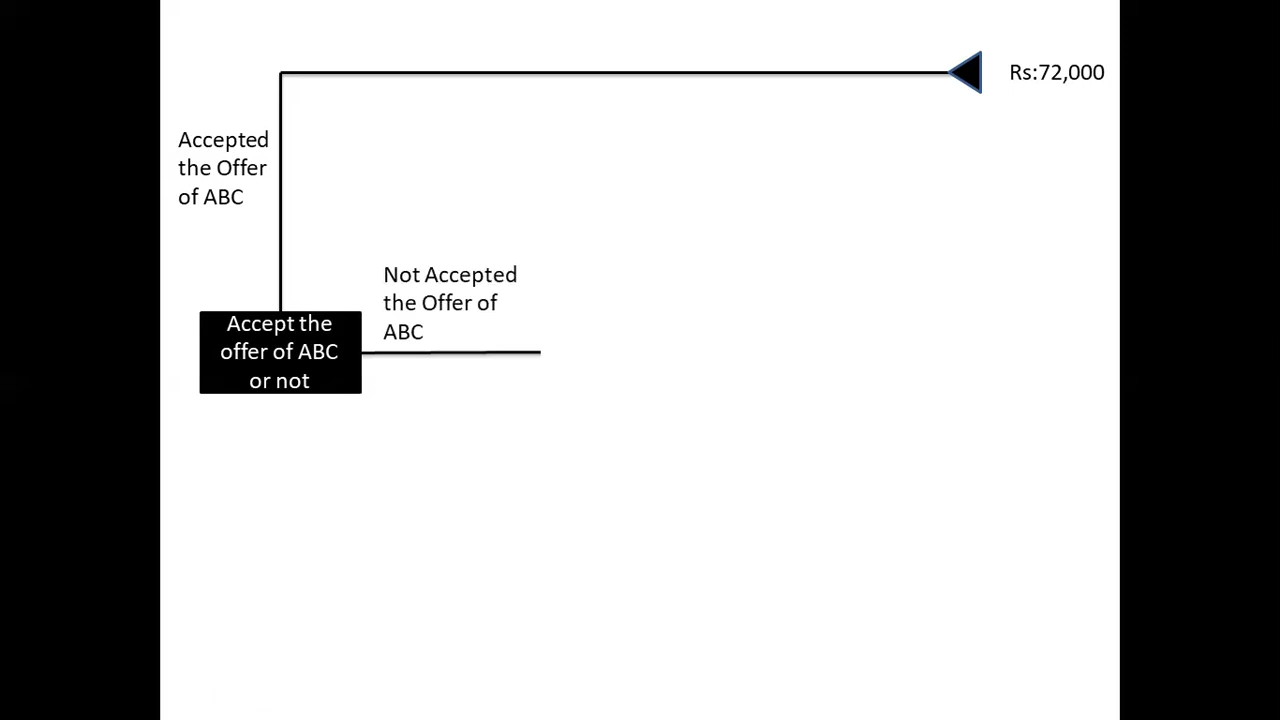 Rs:72,000
Accepted
the Offer
of ABC
Not Accepted
the Offer of
ABC
Accept the
offer of ABC
or not